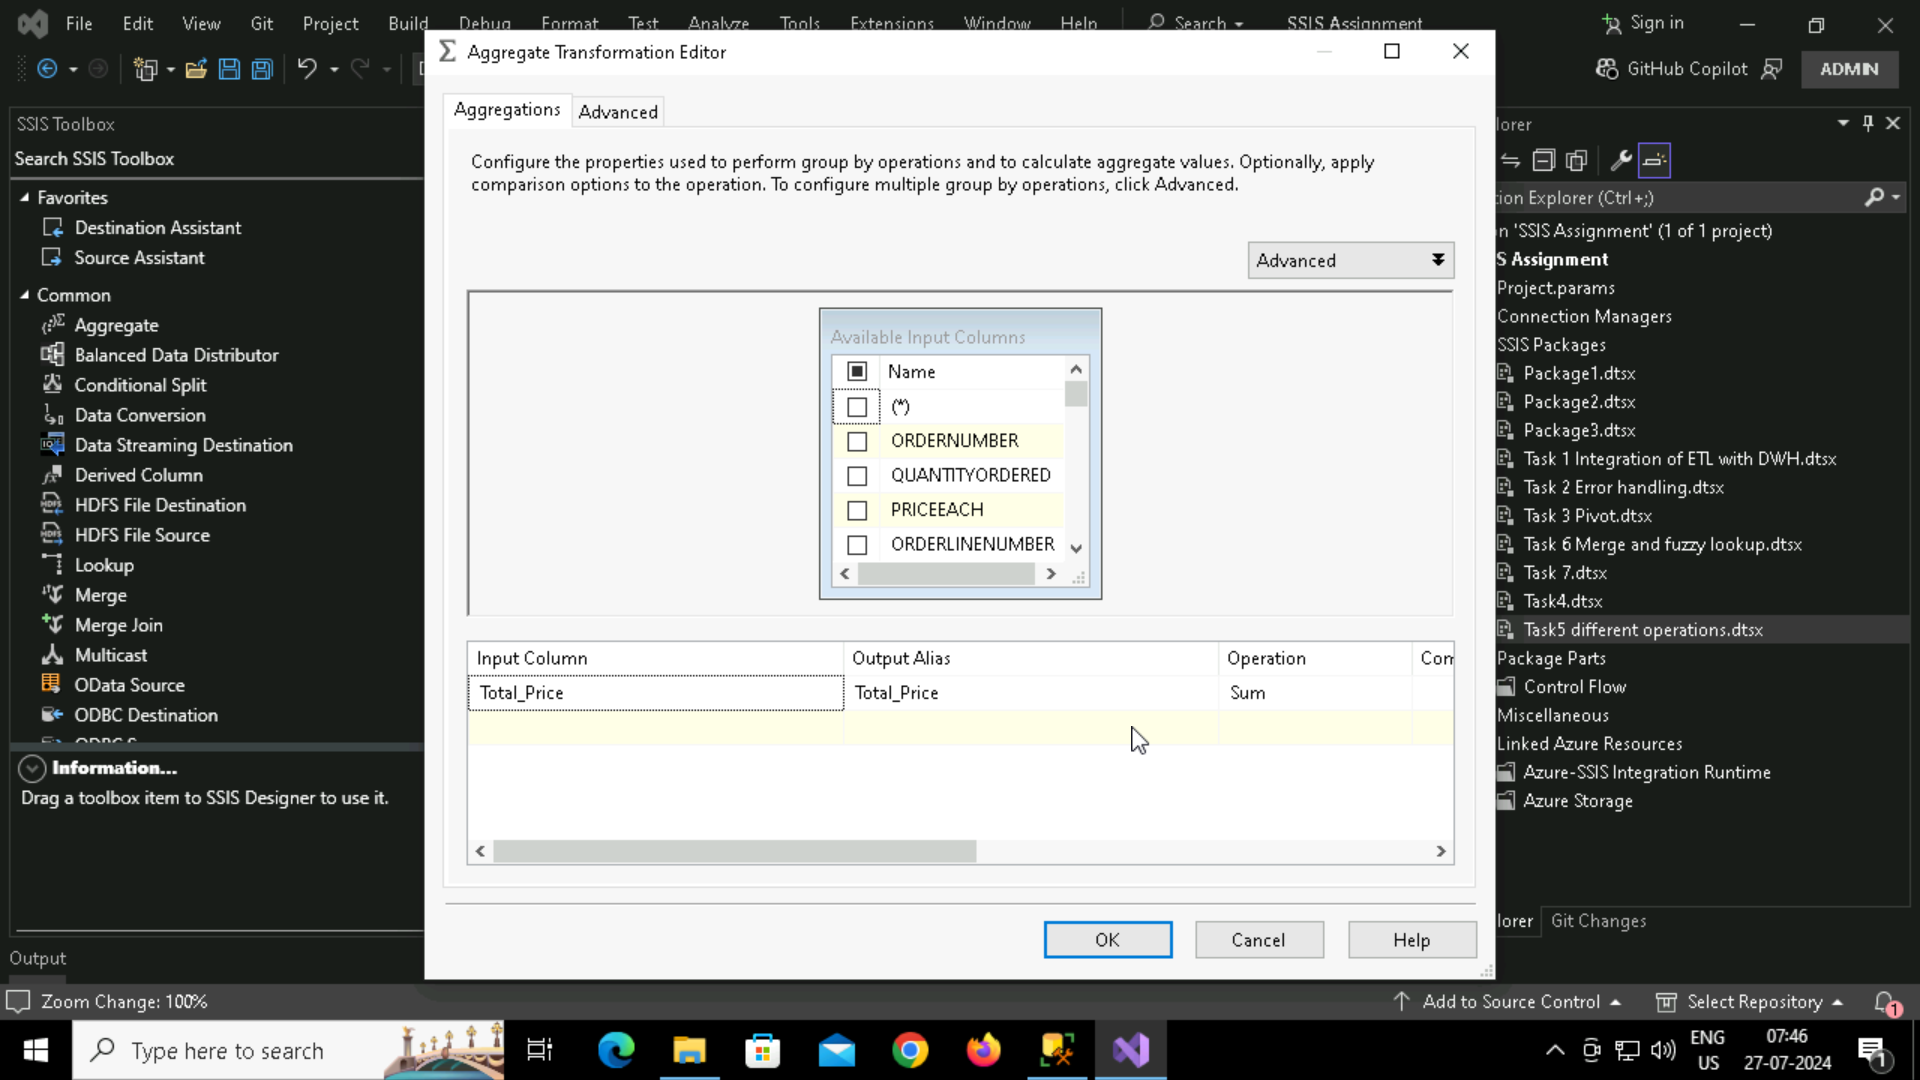 File Edit View Git Project Build Debug Format Test Analyze Tools Extensions Window Help Search SSIS Assignment Sign in
GitHub Copilot ADMIN
Aggregate Transformation Editor
Aggregations Advanced
Configure the properties used to perform group by operations and to calculate aggregate values. Optionally, apply
comparison options to the operation. To configure multiple group by operations, click Advanced.
Advanced
Available Input Columns
Name
(*)
ORDERNUMBER
QUANTITYORDERED
PRICEEACH
ORDERLINENUMBER
Input Column Output Alias Operation Com
Total_Price Total_Price Sum
OK Cancel Help
SSIS Toolbox
Search SSIS Toolbox
Favorites
Destination Assistant
Source Assistant
Common
Aggregate
Balanced Data Distributor
Conditional Split
Data Conversion
Data Streaming Destination
Derived Column
HDFS File Destination
HDFS File Source
Lookup
Merge
Merge Join
Multicast
OData Source
ODBC Destination
Information...
Drag a toolbox item to SSIS Designer to use it.
Output
lorer
tion Explorer (Ctrl+;)
n 'SSIS Assignment' (1 of 1 project)
S Assignment
Project.params
Connection Managers
SSIS Packages
Package1.dtsx
Package2.dtsx
Package3.dtsx
Task 1 Integration of ETL with DWH.dtsx
Task 2 Error handling.dtsx
Task 3 Pivot.dtsx
Task 6 Merge and fuzzy lookup.dtsx
Task 7.dtsx
Task4.dtsx
Task5 different operations.dtsx
Package Parts
Control Flow
Miscellaneous
Linked Azure Resources
Azure-SSIS Integration Runtime
Azure Storage
lorer Git Changes
Zoom Change: 100% Add to Source Control Select Repository 1
Type here to search
ENG
US
07:46
27-07-2024
1